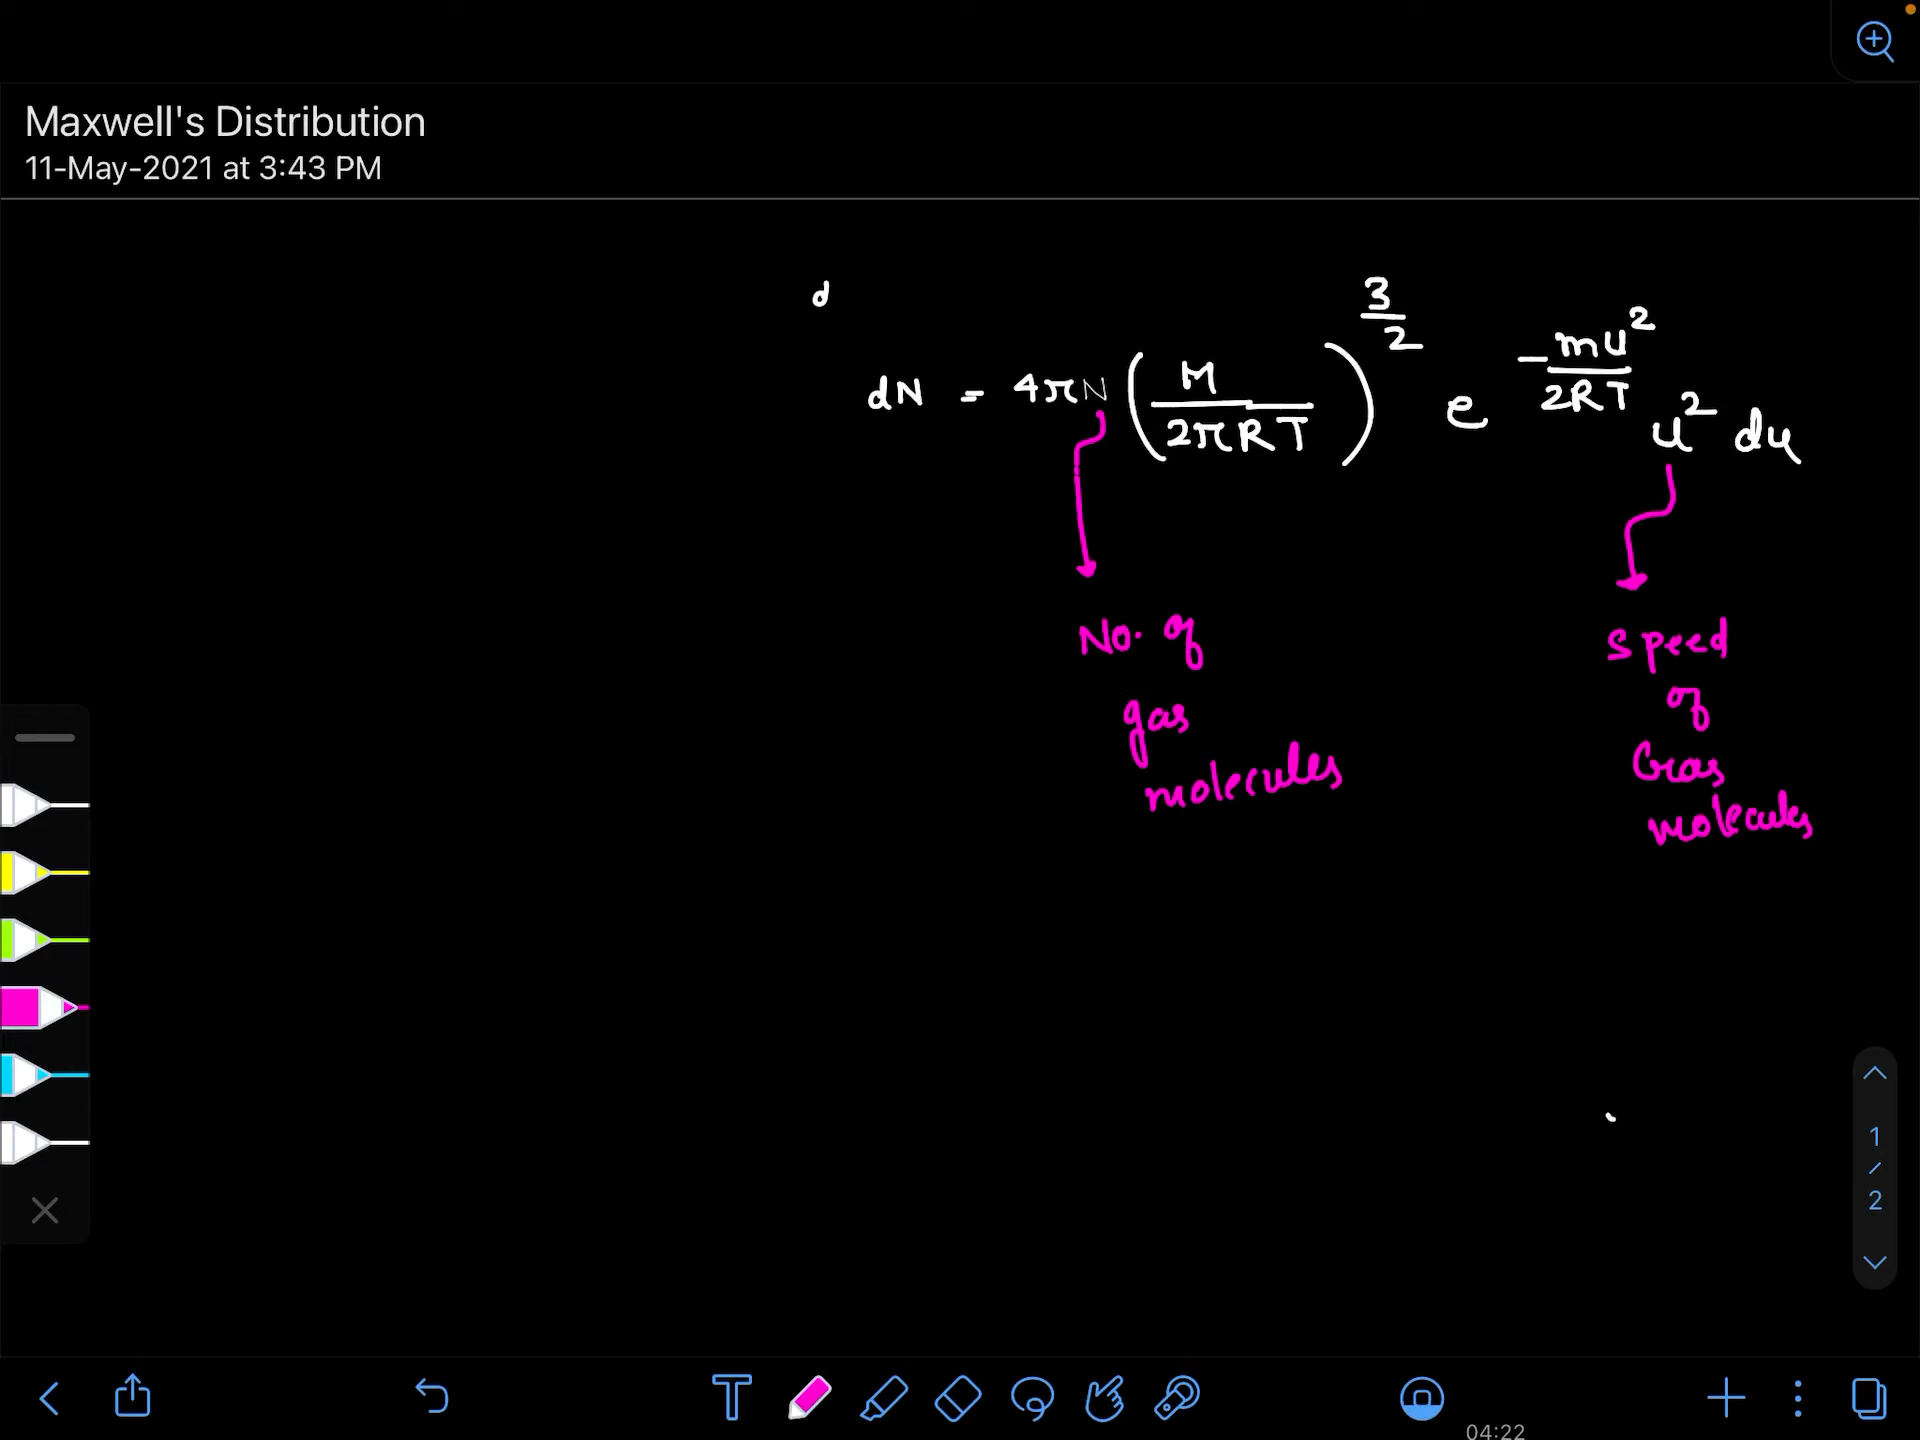 Maxwell's Distribution
11-May-2021 at 3:43 PM
d
dN = 4πN (M / 2πRT)^(3/2) e^(-mu²/2RT) u² du
No. of
gas
molecules
Speed
of
Gas
molecules
1
/
2
04:22